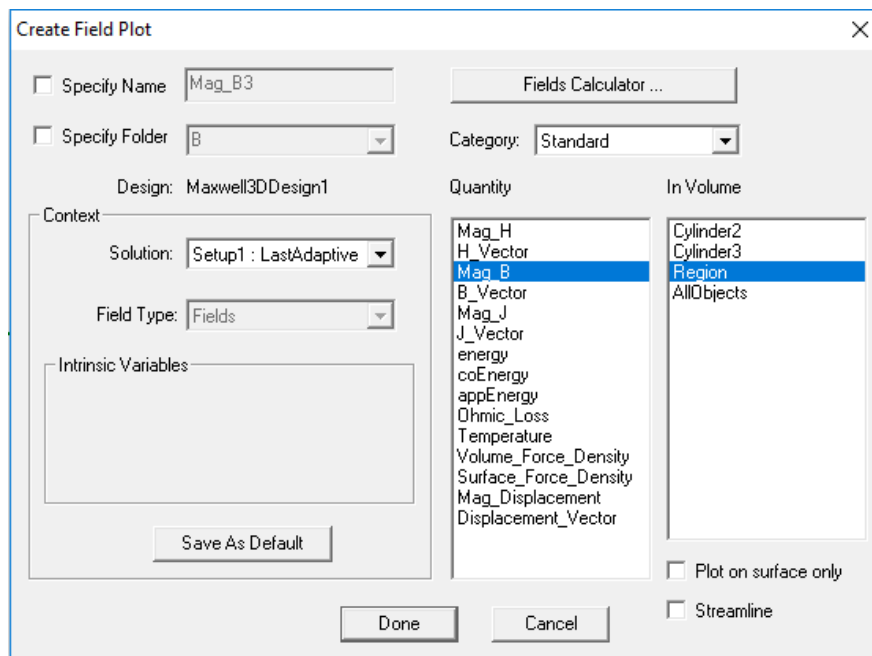 Create Field Plot
Specify Name Mag_B3 Fields Calculator ...
Specify Folder B Category: Standard
Design: Maxwell3DDesign1 Quantity In Volume
Context
Solution: Setup1 : LastAdaptive
Field Type: Fields
Intrinsic Variables
Save As Default
Mag_H
H_Vector
Mag_B
B_Vector
Mag_J
J_Vector
energy
coEnergy
appEnergy
Ohmic_Loss
Temperature
Volume_Force_Density
Surface_Force_Density
Mag_Displacement
Displacement_Vector
Cylinder2
Cylinder3
Region
AllObjects
Plot on surface only
Streamline
Done Cancel